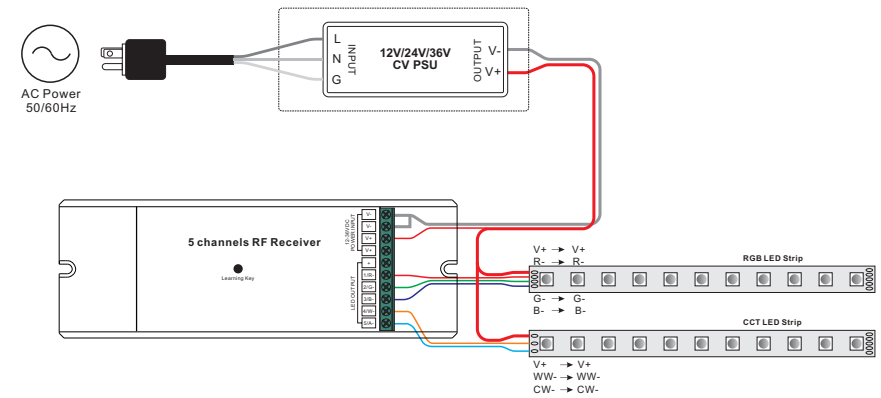 AC Power
50/60Hz
L
N
G
INPUT
12V/24V/36V
CV PSU
OUTPUT
V-
V+
5 channels RF Receiver
Learning Key
12-36VDC
POWER INPUT
V-
V-
V+
V+
LED OUTPUT
+
1/R-
2/G-
3/B-
4/W-
5/A-
V+ → V+
R- → R-
RGB LED Strip
G- → G-
B- → B-
CCT LED Strip
V+ → V+
WW- → WW-
CW- → CW-